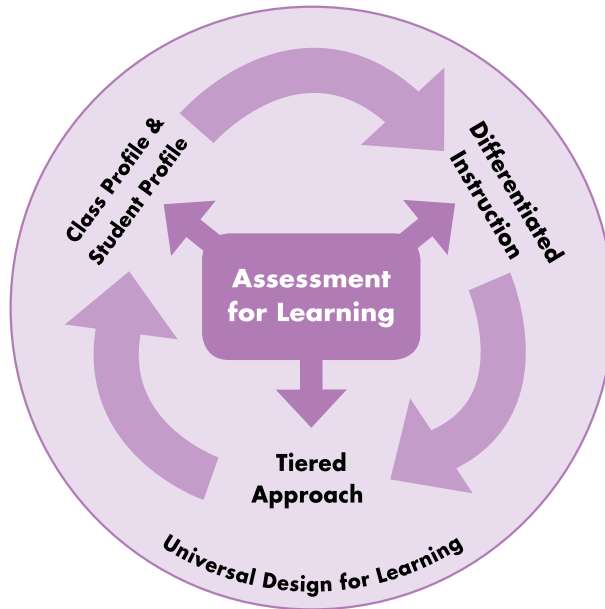 Class Profile &
Student Profile
Differentiated
Instruction
Assessment
for Learning
Tiered
Approach
Universal Design for Learning